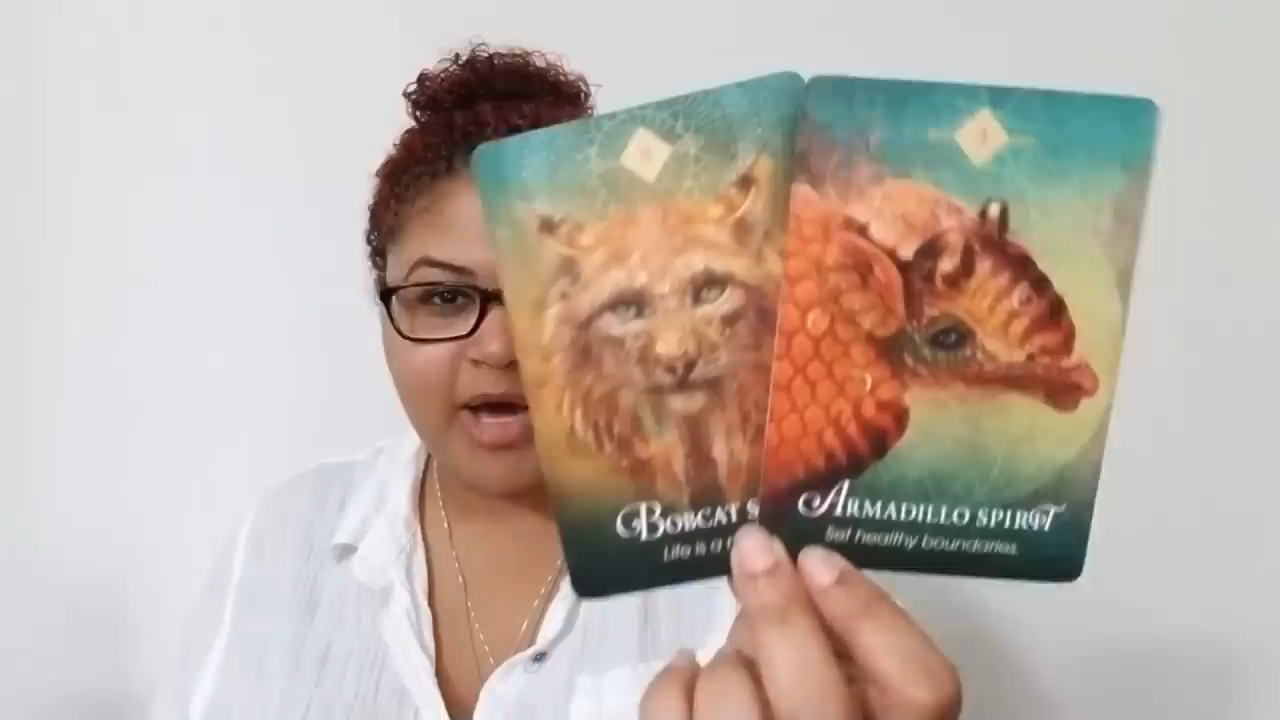 BOBCAT S
Life is a
ARMADILLO SPIRIT
Set healthy boundaries.